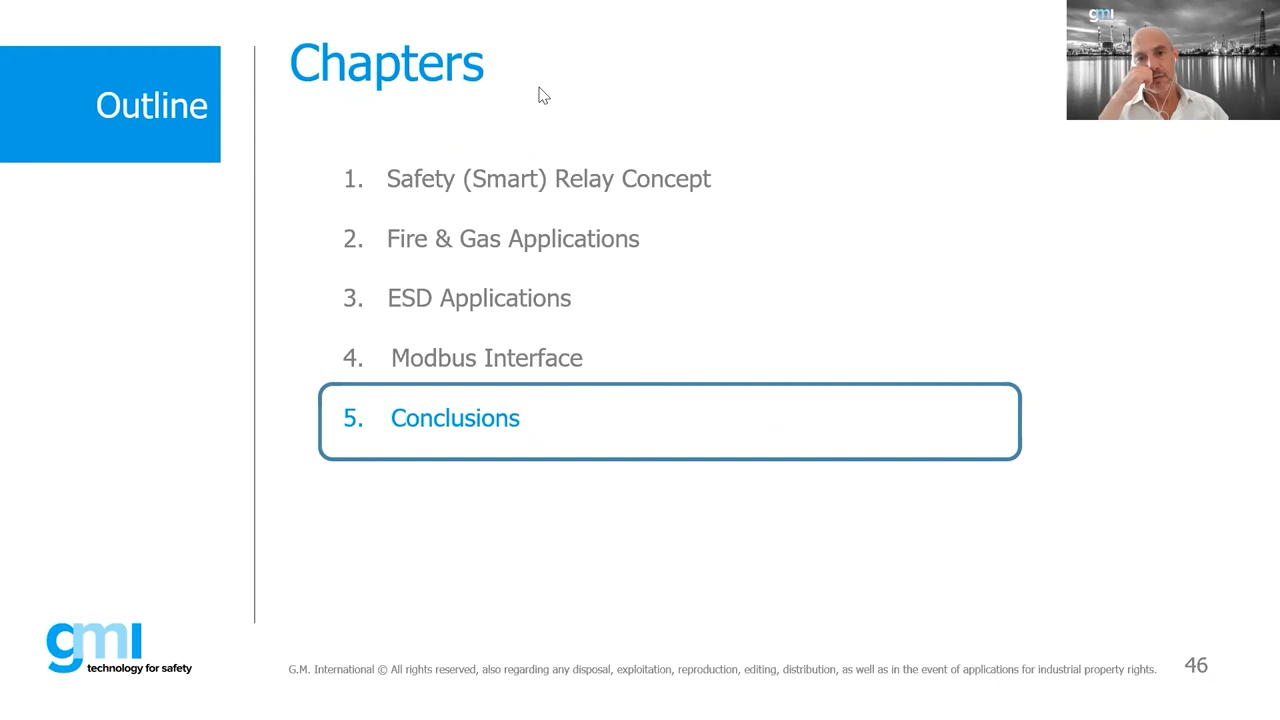 gmi
Outline
Chapters
1. Safety (Smart) Relay Concept
2. Fire & Gas Applications
3. ESD Applications
4. Modbus Interface
5. Conclusions
gmi
technology for safety
G.M. International © All rights reserved, also regarding any disposal, exploitation, reproduction, editing, distribution, as well as in the event of applications for industrial property rights.
46